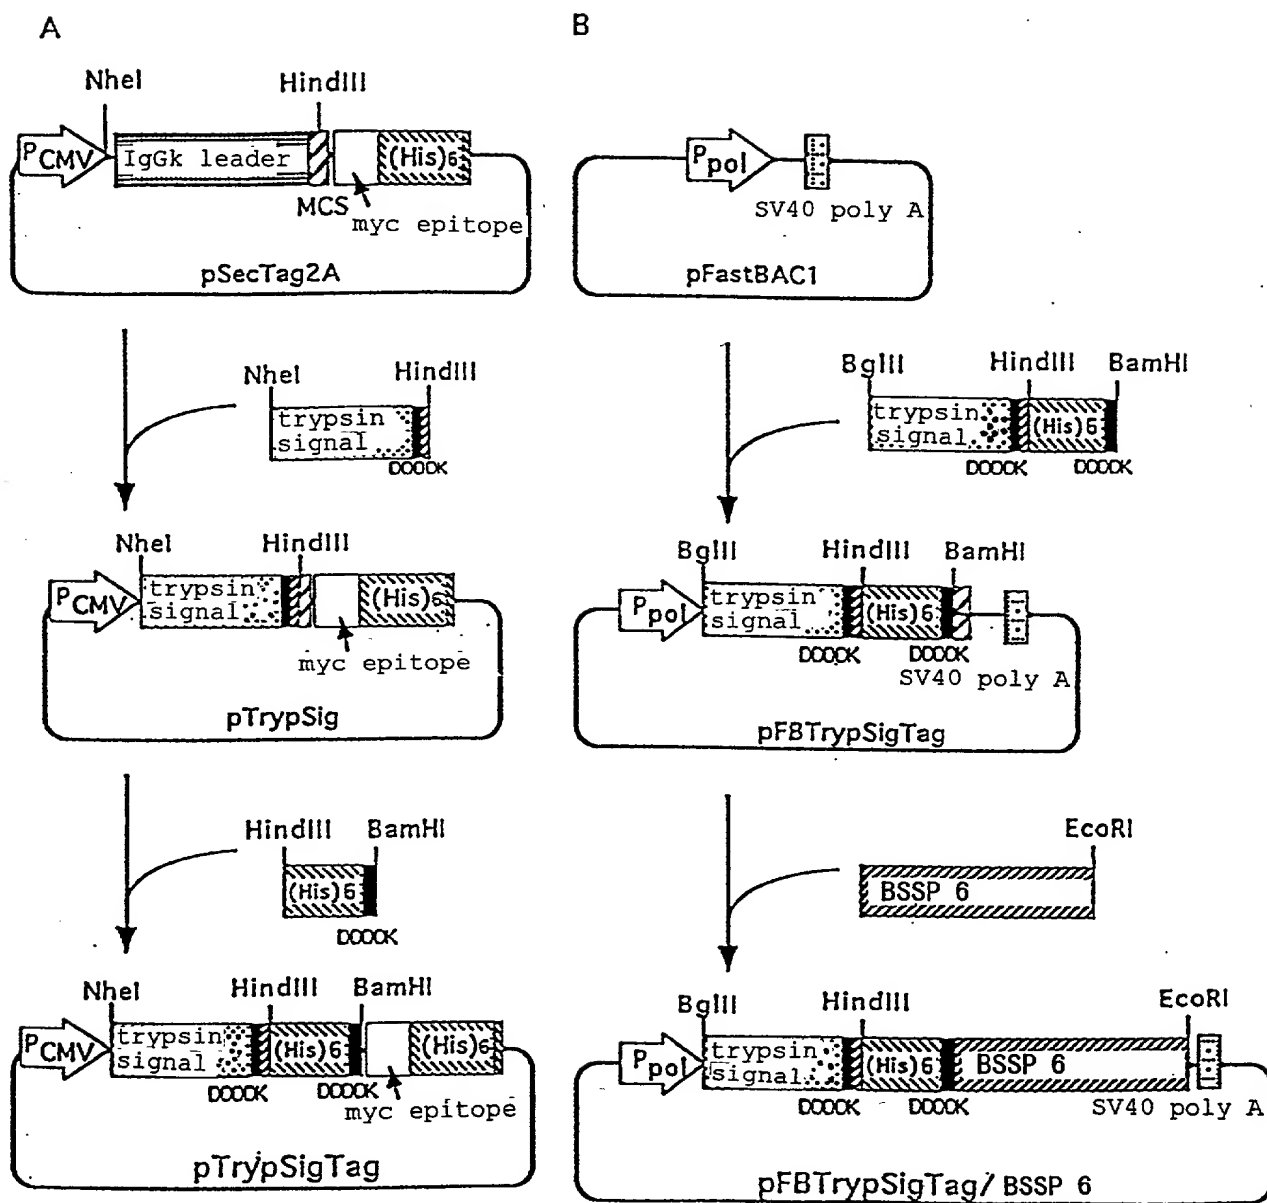 A
NheI
HindIII
PCMV
IgGk leader
(His)6
MCS
myc epitope
pSecTag2A
NheI
HindIII
trypsin
signal
DDDDK
NheI
HindIII
PCMV
trypsin
signal
(His)6
myc epitope
pTrypSig
HindIII
BamHI
(His)6
DDDDK
NheI
HindIII
BamHI
PCMV
trypsin
signal
(His)6
(His)6
DDDDK
DDDDK
myc epitope
pTrypSigTag
B
Ppol
SV40 poly A
pFastBAC1
BglII
HindIII
BamHI
trypsin
signal
(His)6
DDDDK
DDDDK
BglII
HindIII
BamHI
Ppol
trypsin
signal
(His)6
DDDDK
DDDDK
SV40 poly A
pFBTrypSigTag
EcoRI
BSSP 6
BglII
HindIII
EcoRI
Ppol
trypsin
signal
(His)6
BSSP 6
DDDDK
DDDDK
SV40 poly A
pFBTrypSigTag/ BSSP 6